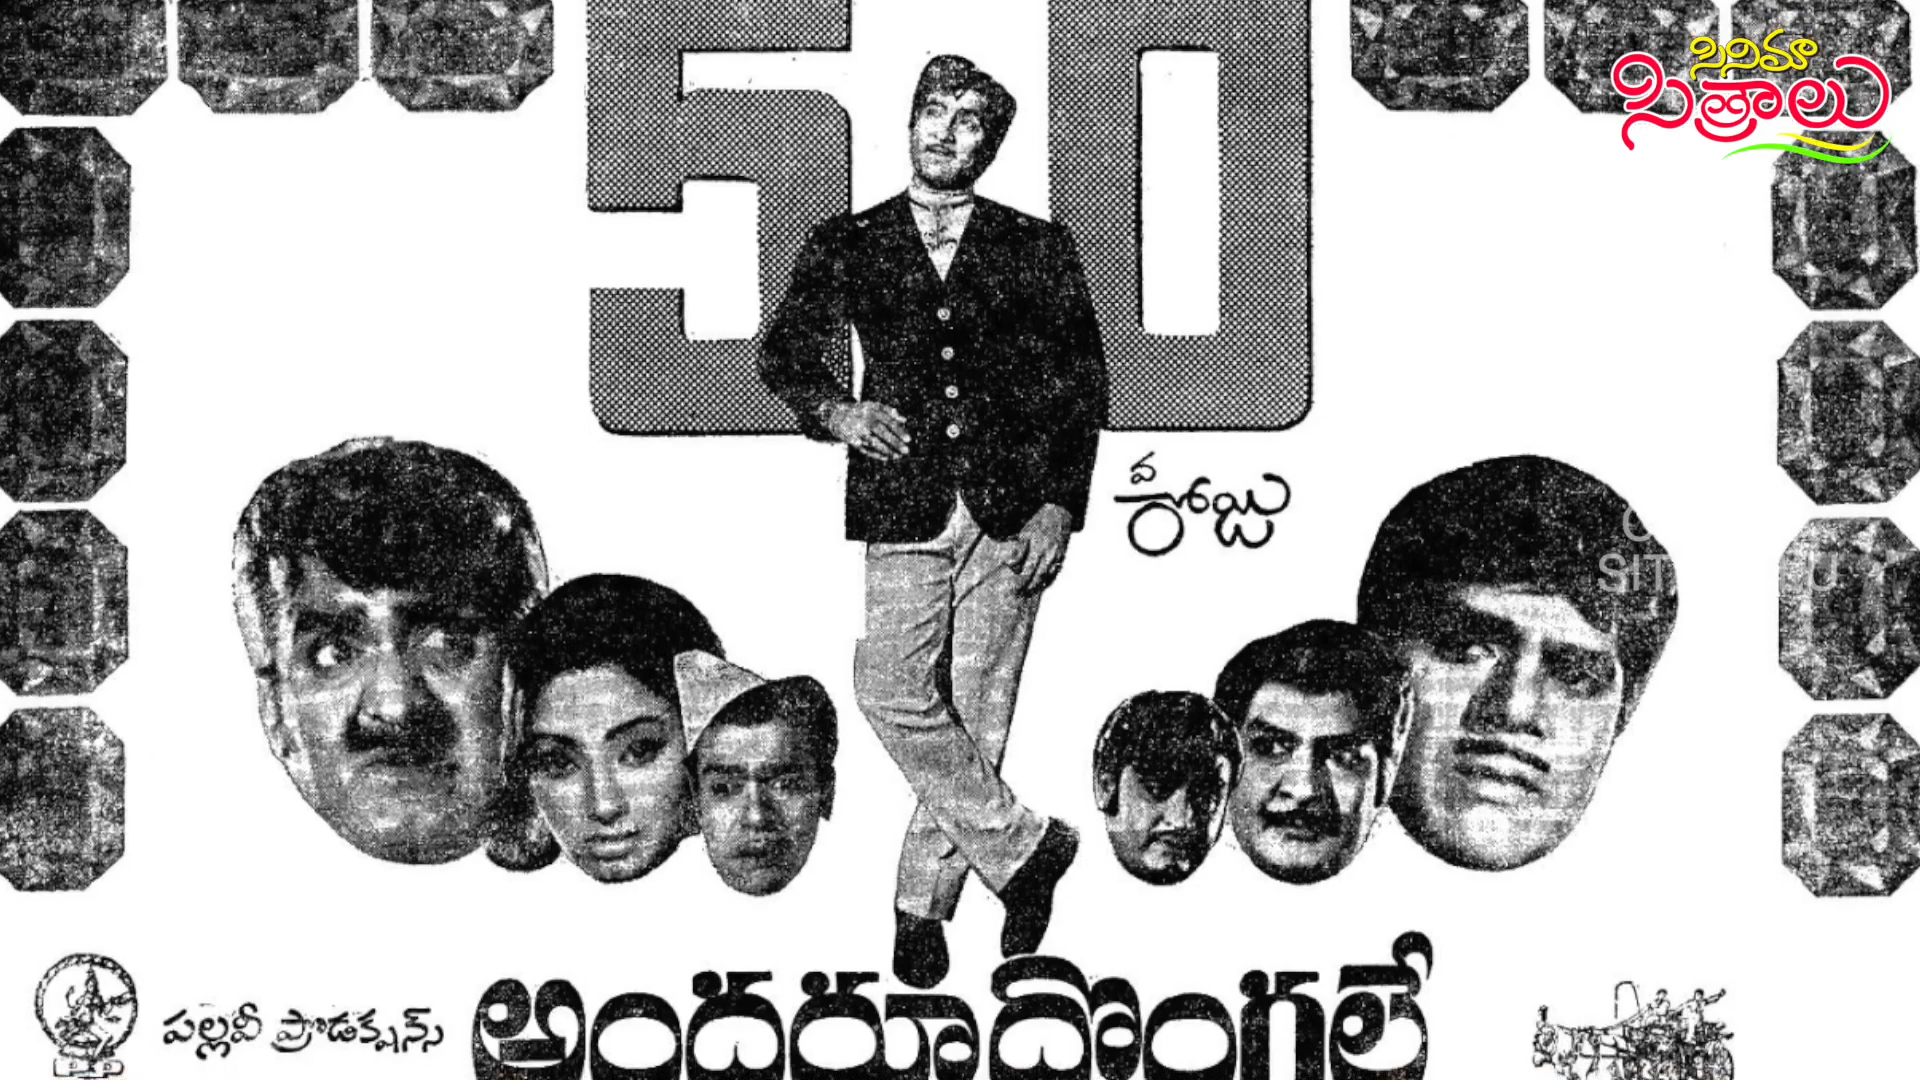 50
సినిమా
సిత్రాలు
వ
రోజు
పల్లవీ ప్రొడక్షన్స్
అందరూ దొంగలే